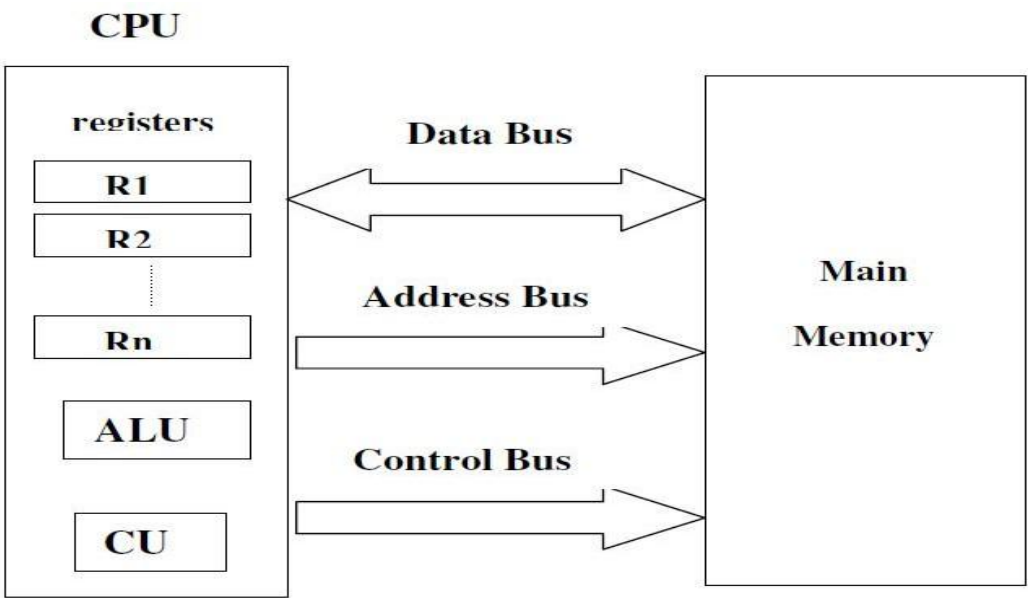 CPU
registers
R1
R2
Rn
ALU
CU
Data Bus
Address Bus
Control Bus
Main
Memory